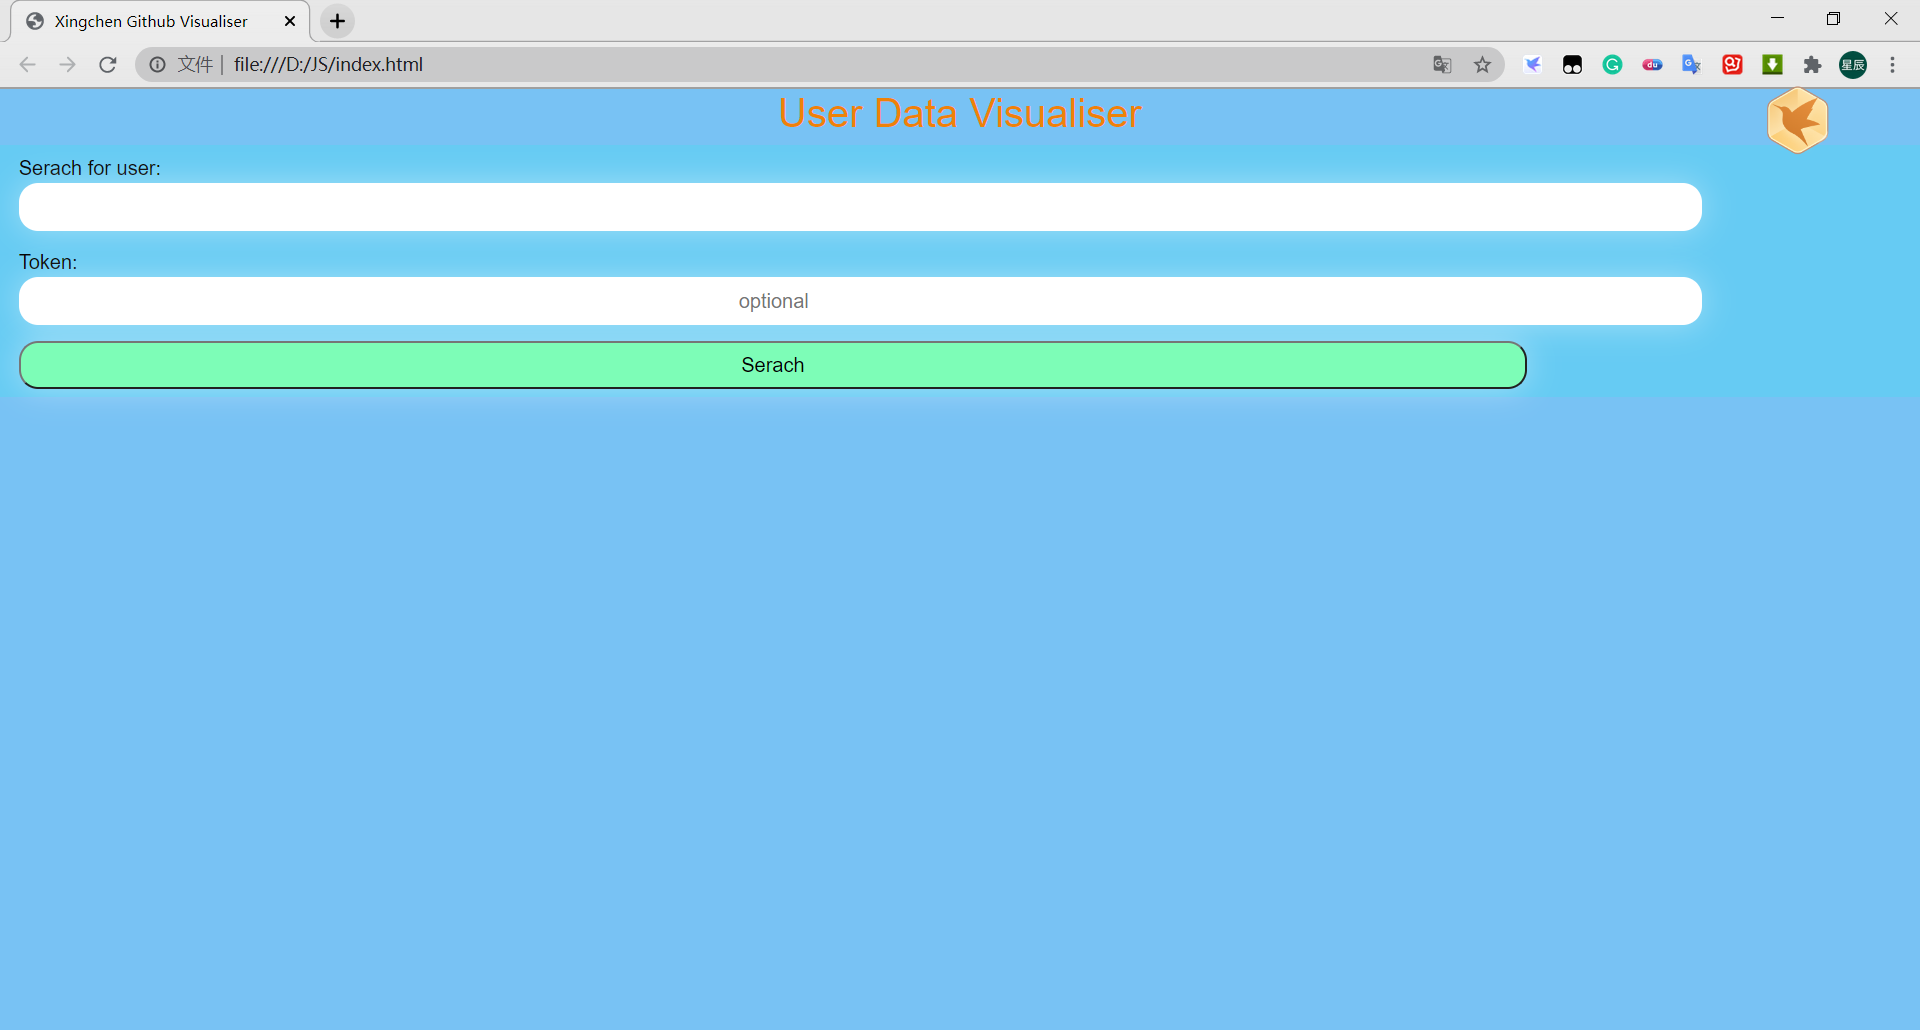 Xingchen Github Visualiser
文件 | file:///D:/JS/index.html
du
星辰
User Data Visualiser
Serach for user:
Token:
optional
Serach